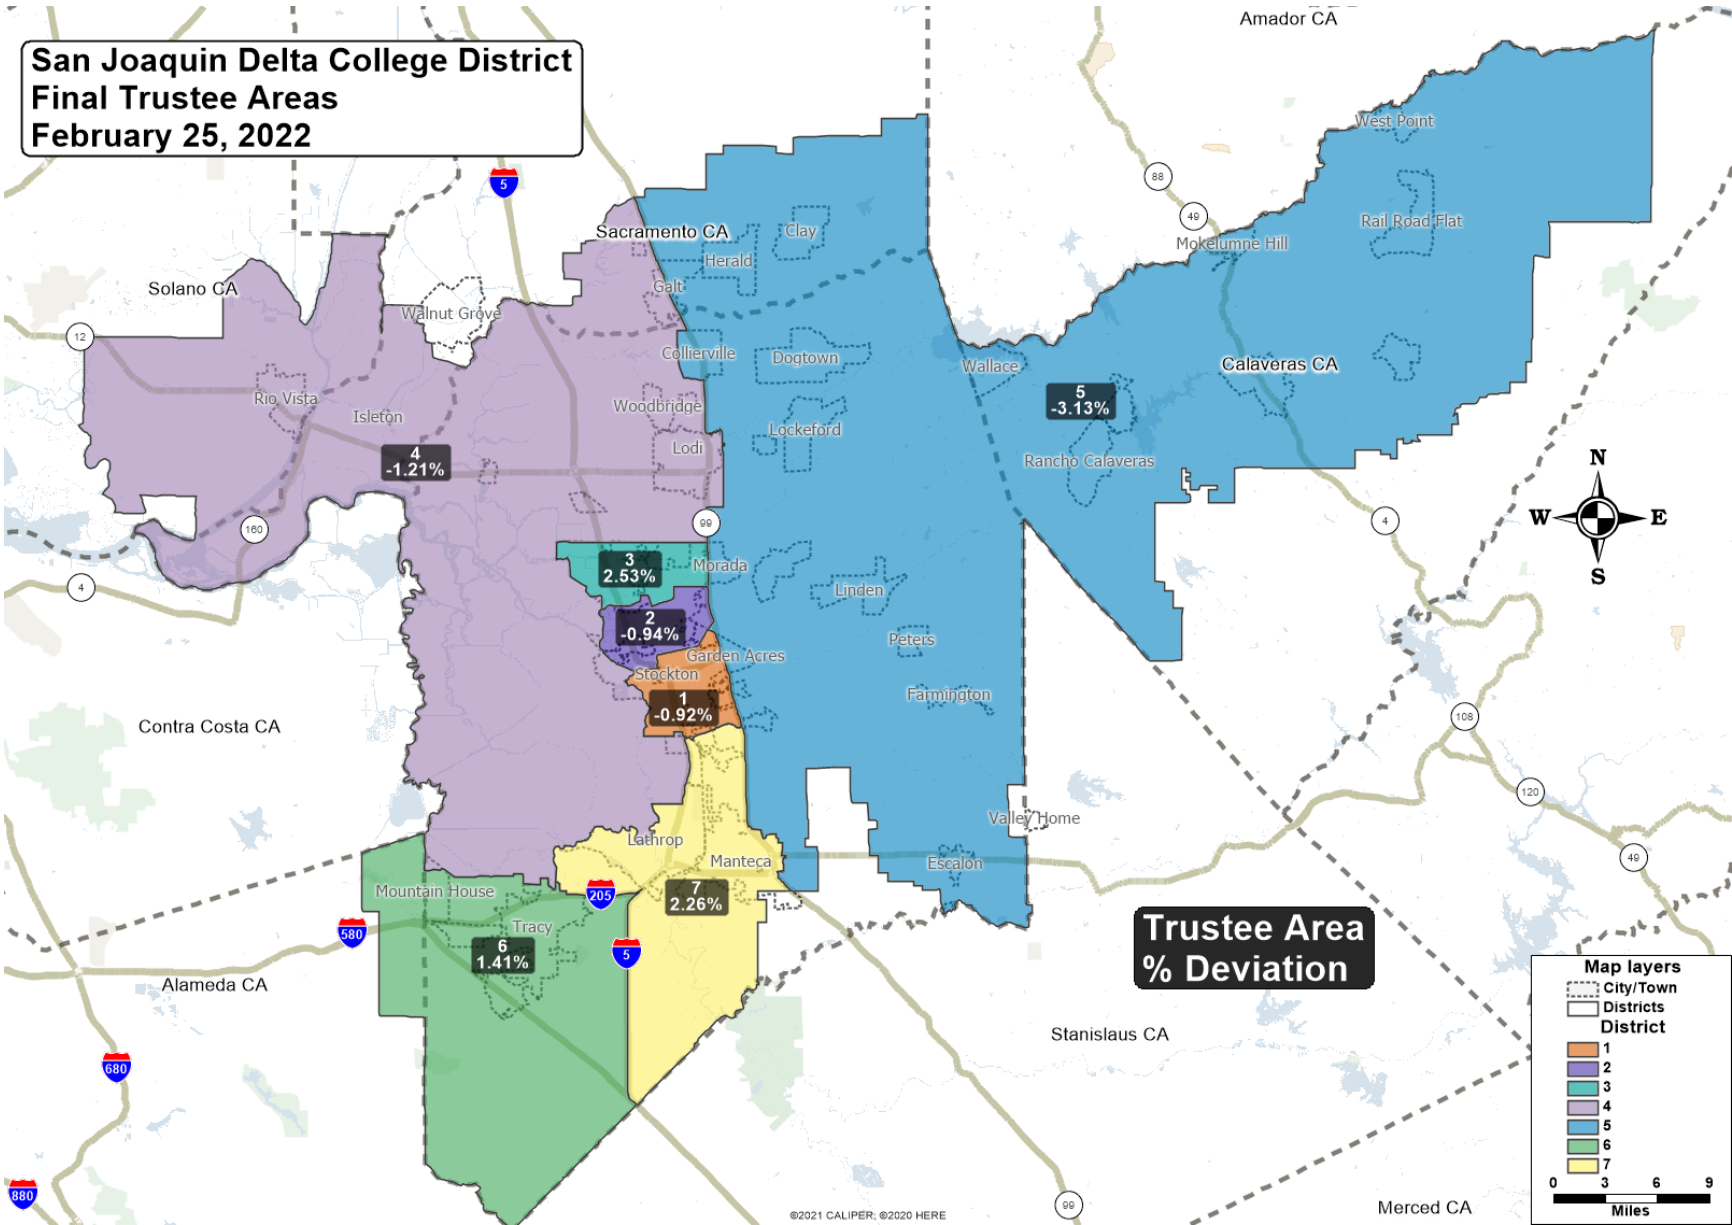 San Joaquin Delta College District
Final Trustee Areas
February 25, 2022
Amador CA
West Point
5
88
49
Rail Road Flat
Sacramento CA
Clay
Mokelumne Hill
Herald
Solano CA
Galt
Walnut Grove
12
Collierville
Dogtown
Wallace
Calaveras CA
Rio Vista
Isleton
Woodbridge
5
-3.13%
Lockeford
Lodi
4
-1.21%
Rancho Calaveras
N
W
E
S
160
99
4
3
2.53%
Morada
4
Linden
2
-0.94%
Peters
Garden Acres
Stockton
Farmington
1
-0.92%
Contra Costa CA
108
120
Valley Home
Lathrop
Manteca
Escalon
49
Mountain House
205
7
2.26%
Tracy
580
6
1.41%
5
Trustee Area
% Deviation
Alameda CA
Stanislaus CA
680
880
99
Merced CA
©2021 CALIPER; ©2020 HERE
Map layers
City/Town
Districts
District
1
2
3
4
5
6
7
0 3 6 9
Miles